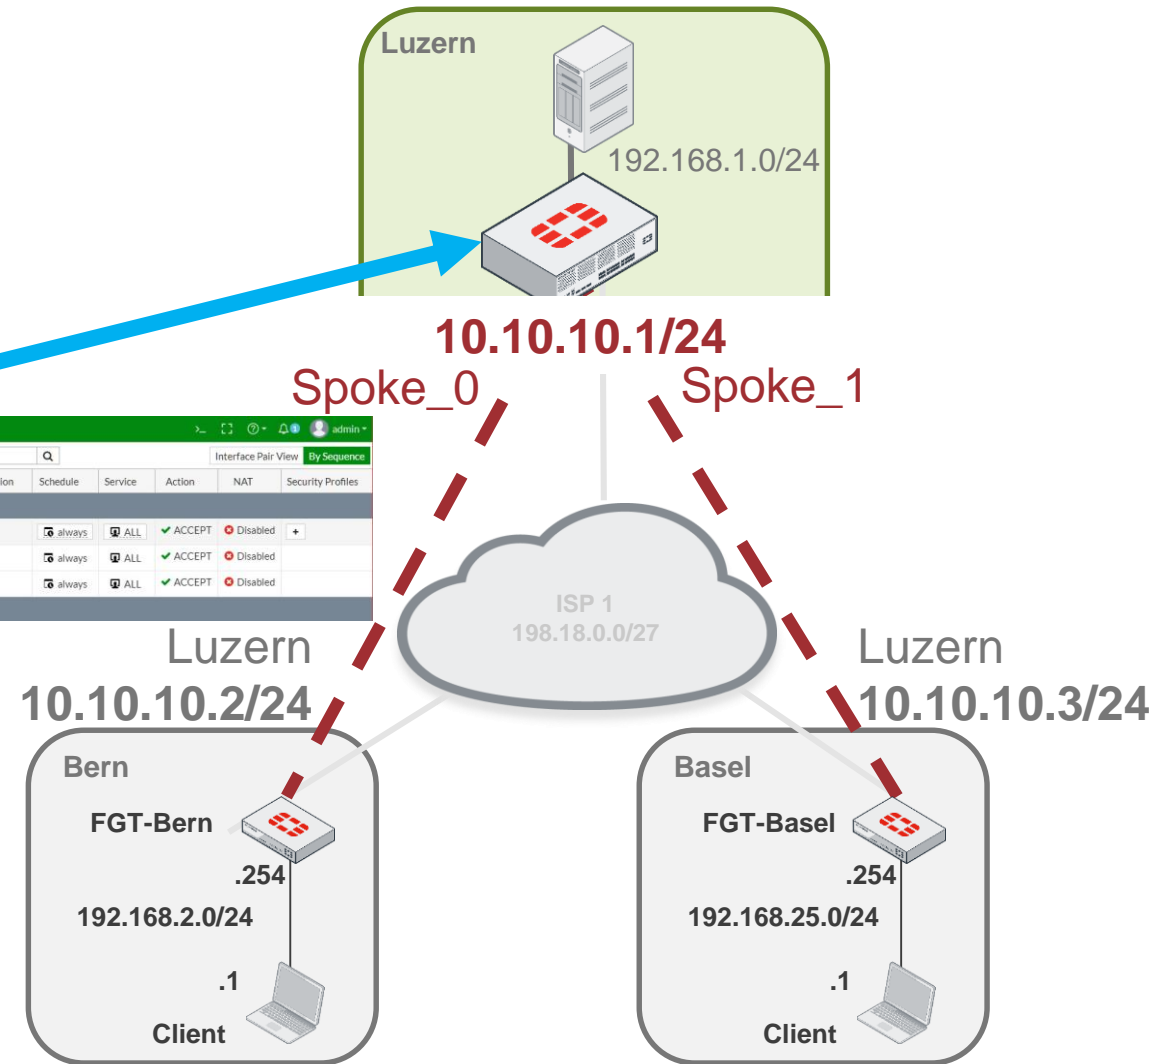 Luzern
192.168.1.0/24
10.10.10.1/24
Spoke_0
Spoke_1
admin
Interface Pair View
By Sequence
ion
Schedule
Service
Action
NAT
Security Profiles
always
ALL
ACCEPT
Disabled
+
always
ALL
ACCEPT
Disabled
always
ALL
ACCEPT
Disabled
ISP 1
198.18.0.0/27
Luzern
10.10.10.2/24
Luzern
10.10.10.3/24
Bern
FGT-Bern
.254
192.168.2.0/24
.1
Client
Basel
FGT-Basel
.254
192.168.25.0/24
.1
Client